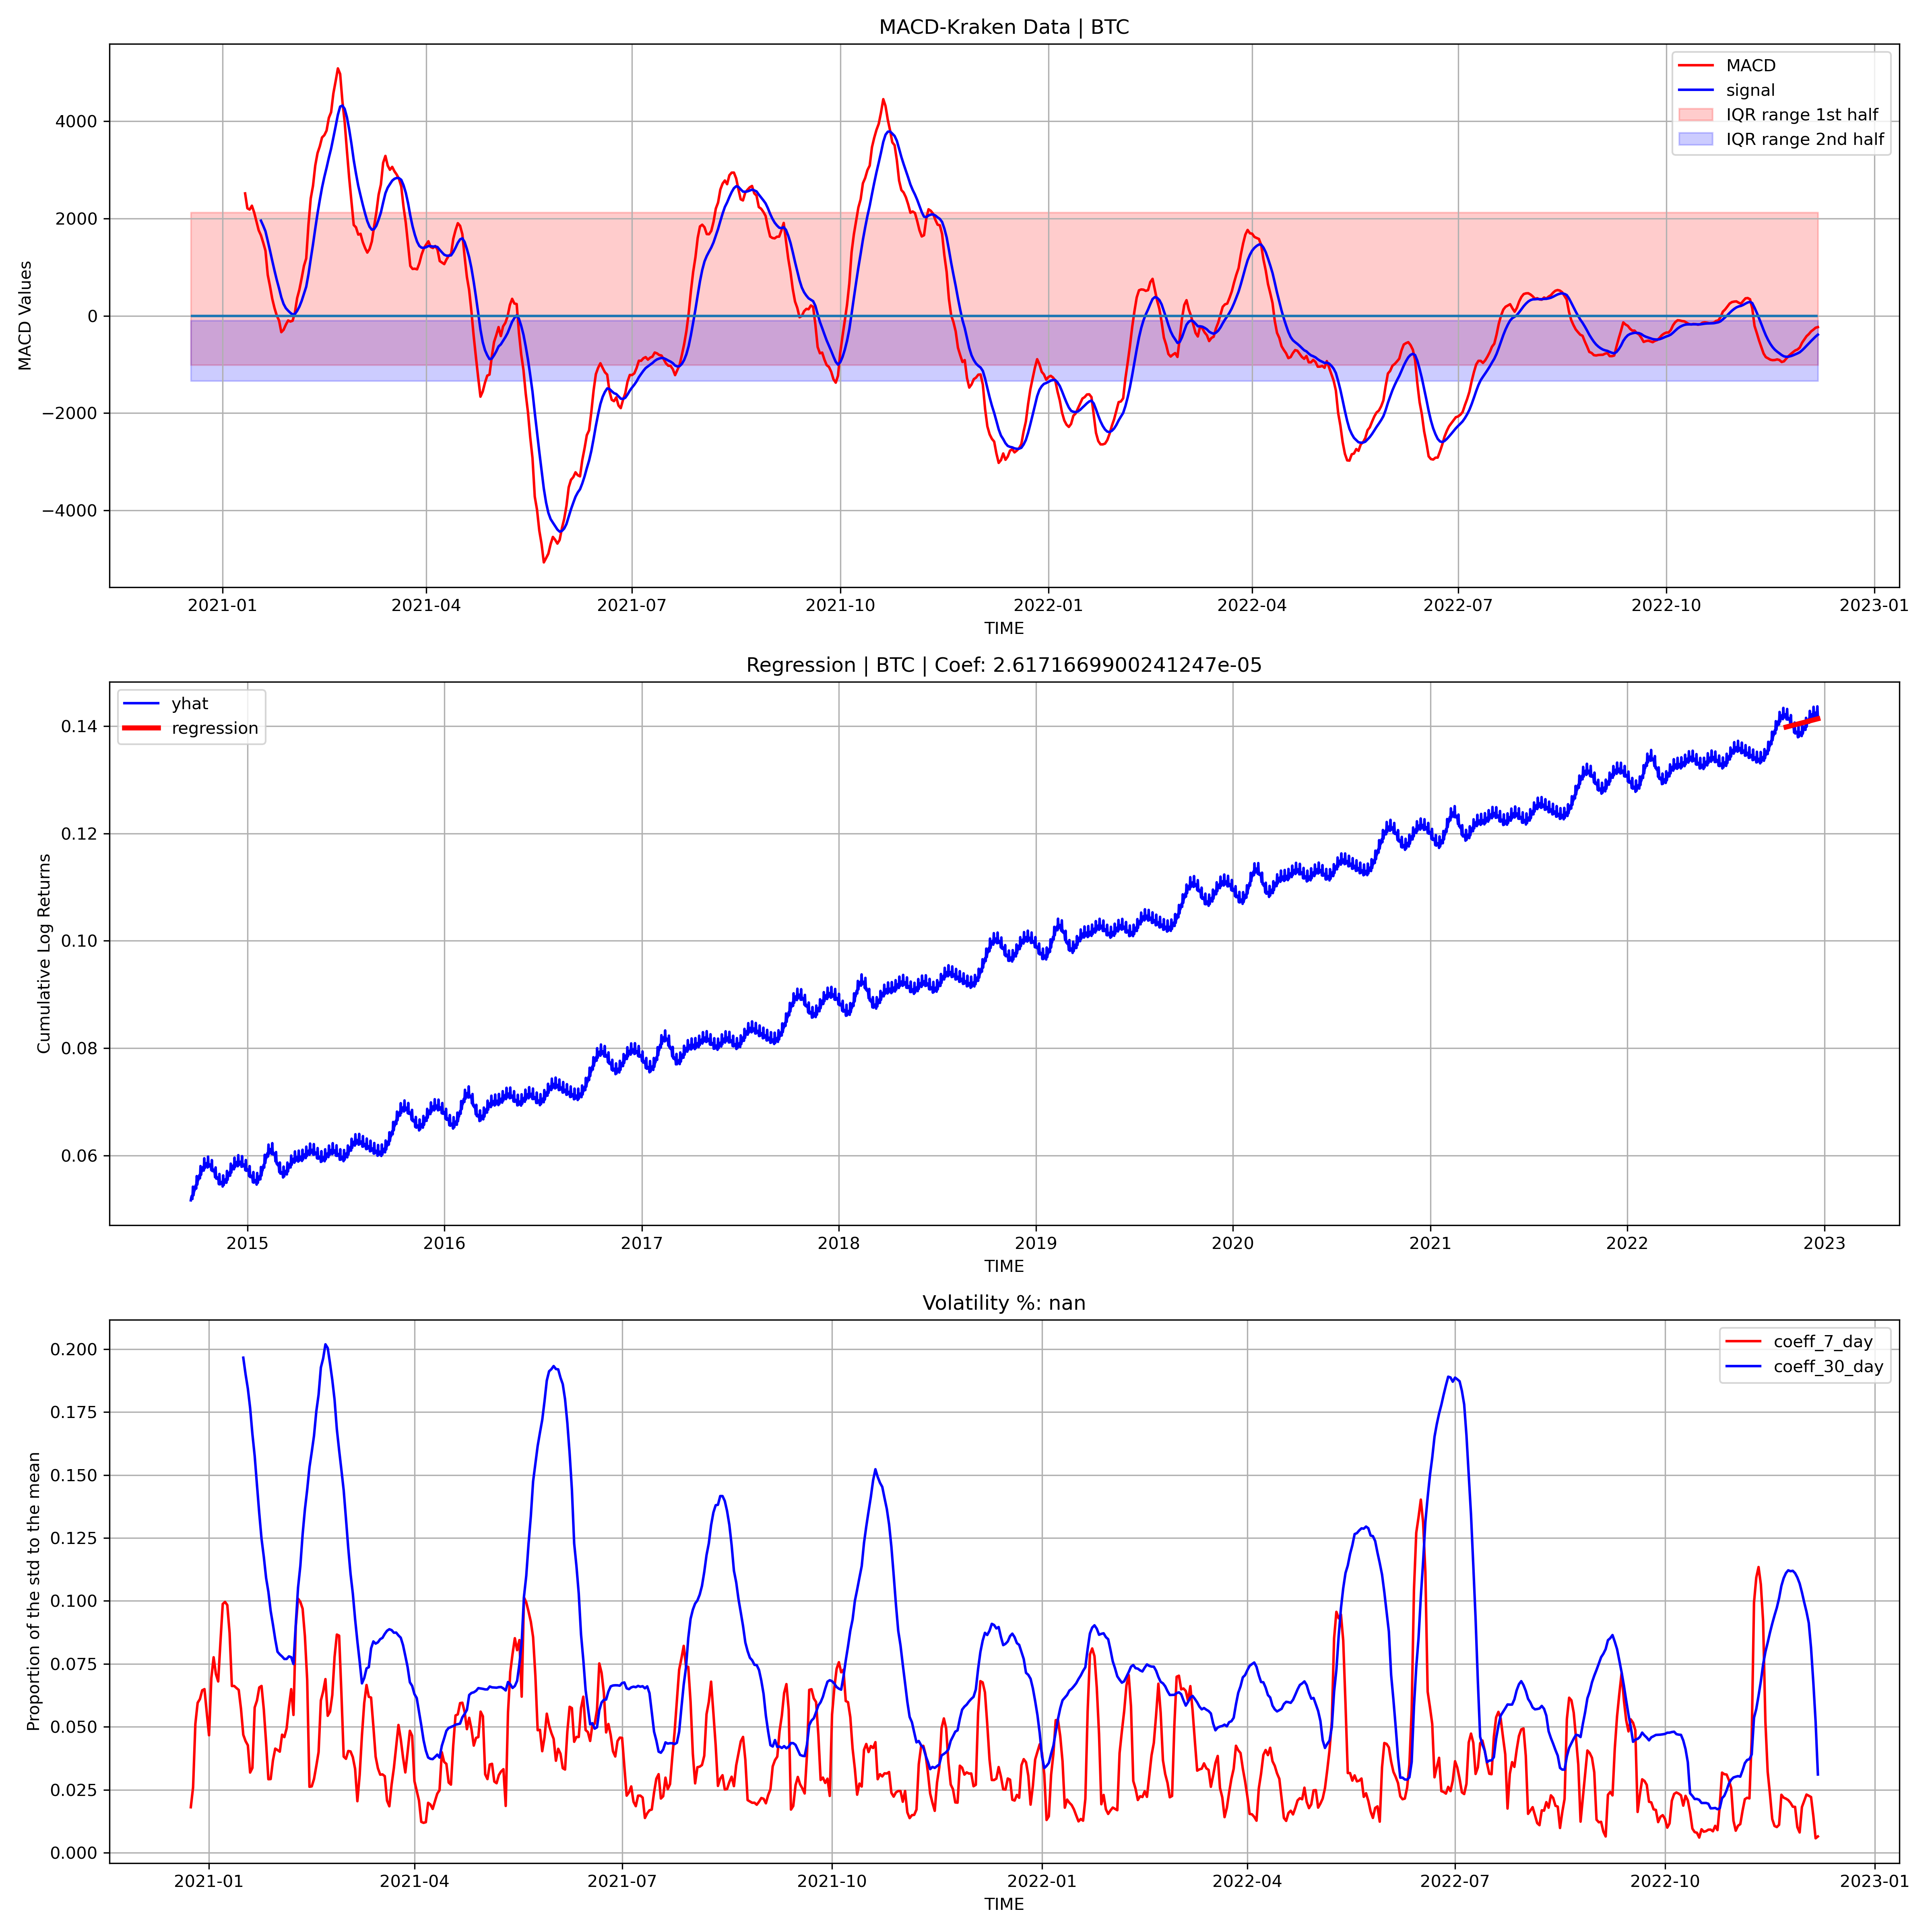 MACD-Kraken Data | BTC
MACD
signal
IQR range 1st half
IQR range 2nd half
MACD Values
4000
2000
0
−2000
−4000
2021-01 2021-04 2021-07 2021-10 2022-01 2022-04 2022-07 2022-10 2023-01
TIME
Regression | BTC | Coef: 2.6171669900241247e-05
yhat
regression
Cumulative Log Returns
0.14
0.12
0.10
0.08
0.06
2015 2016 2017 2018 2019 2020 2021 2022 2023
TIME
Volatility %: nan
coeff_7_day
coeff_30_day
Proportion of the std to the mean
0.200
0.175
0.150
0.125
0.100
0.075
0.050
0.025
0.000
2021-01 2021-04 2021-07 2021-10 2022-01 2022-04 2022-07 2022-10 2023-01
TIME